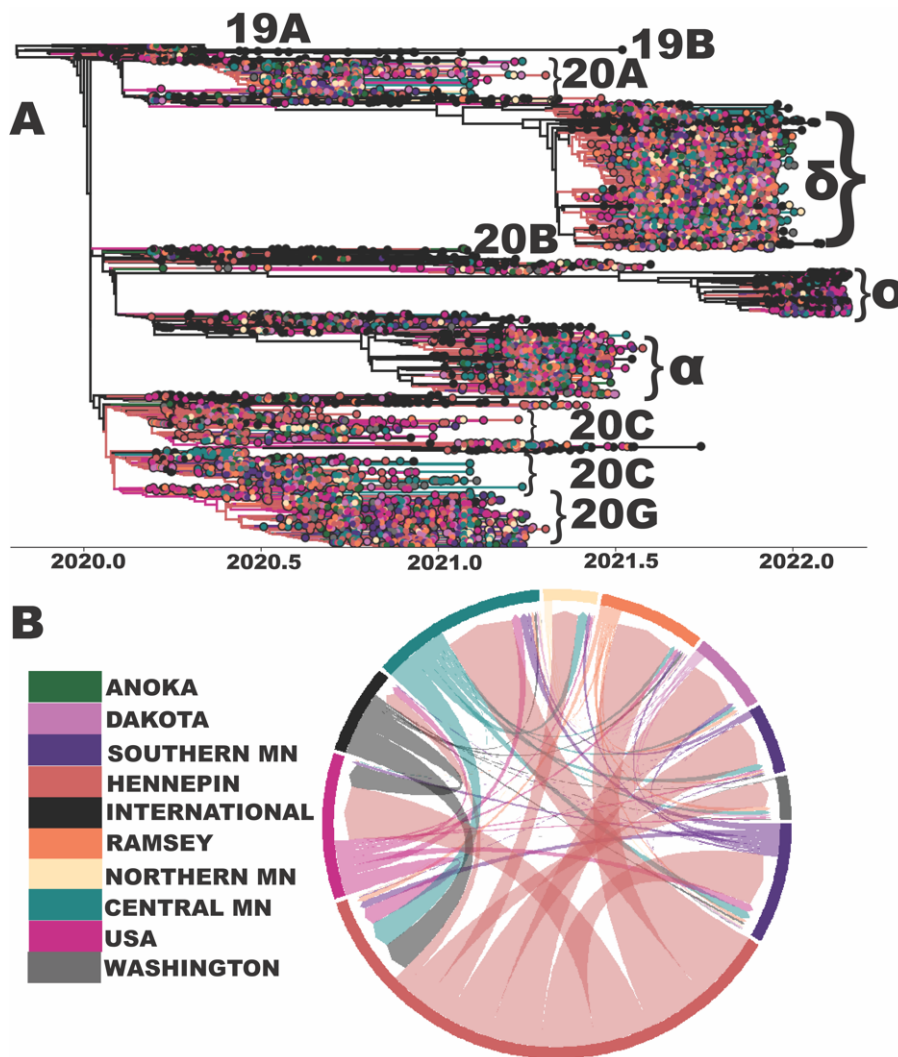 19A
19B
20A
A
δ
20B
ο
α
20C
20C
20G
2020.0 2020.5 2021.0 2021.5 2022.0
B
ANOKA
DAKOTA
SOUTHERN MN
HENNEPIN
INTERNATIONAL
RAMSEY
NORTHERN MN
CENTRAL MN
USA
WASHINGTON